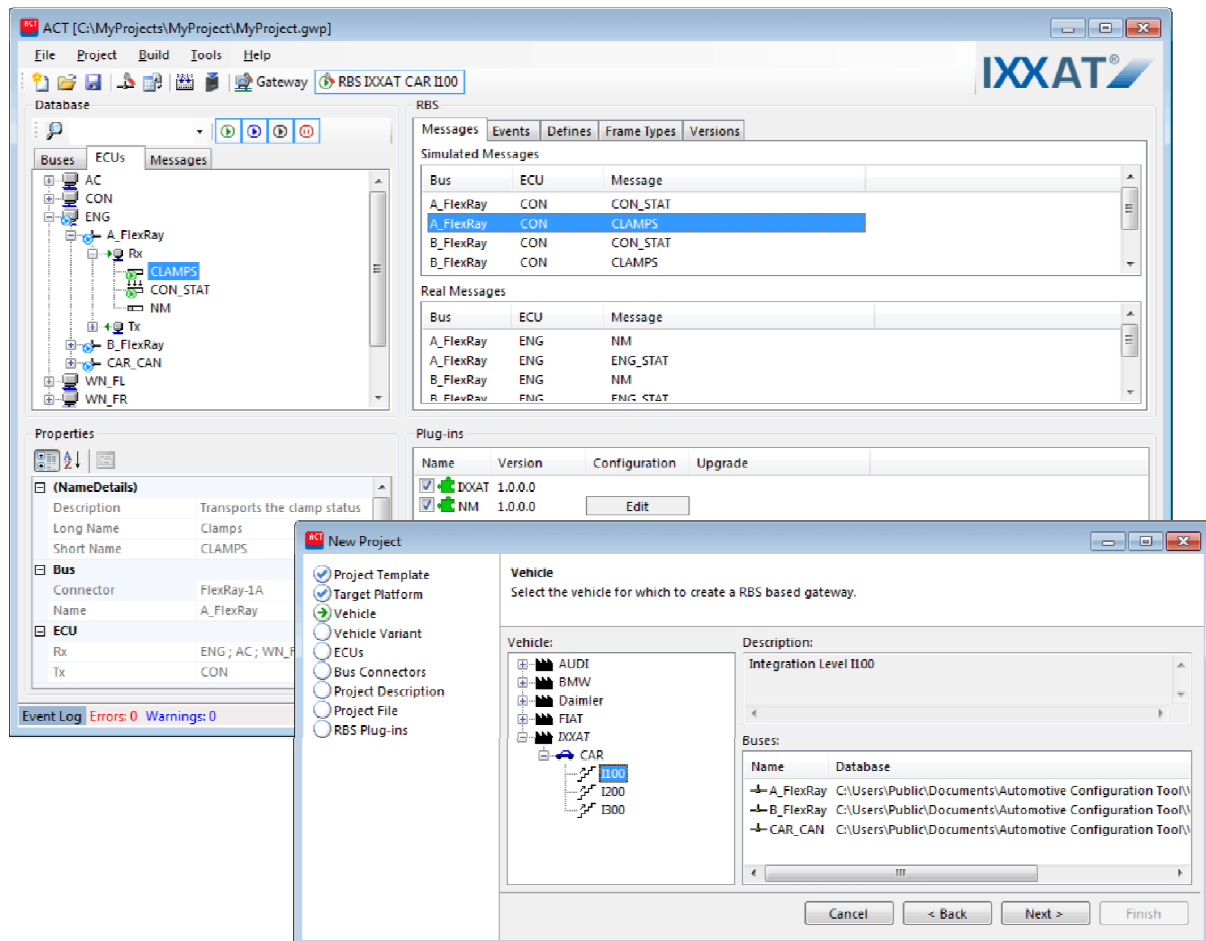 ACT [C:\MyProjects\MyProject\MyProject.gwp]
File Project Build Tools Help
IXXAT®
Gateway RBS IXXAT CAR I100
Database
Buses ECUs Messages
AC
CON
ENG
A_FlexRay
Rx
CLAMPS
CON_STAT
NM
Tx
B_FlexRay
CAR_CAN
WN_FL
WN_FR
RBS
Messages Events Defines Frame Types Versions
Simulated Messages
Bus ECU Message
A_FlexRay CON CON_STAT
A_FlexRay CON CLAMPS
B_FlexRay CON CON_STAT
B_FlexRay CON CLAMPS
Real Messages
Bus ECU Message
A_FlexRay ENG NM
A_FlexRay ENG ENG_STAT
B_FlexRay ENG NM
B_FlexRay ENG ENG_STAT
Properties
(NameDetails)
Description Transports the clamp status
Long Name Clamps
Short Name CLAMPS
Bus
Connector FlexRay-1A
Name A_FlexRay
ECU
Rx ENG ; AC ; WN_F
Tx CON
Event Log Errors: 0 Warnings: 0
Plug-ins
Name Version Configuration Upgrade
IXXAT 1.0.0.0
NM 1.0.0.0 Edit
ACT New Project
Project Template
Target Platform
Vehicle
Vehicle Variant
ECUs
Bus Connectors
Project Description
Project File
RBS Plug-ins
Vehicle
Select the vehicle for which to create a RBS based gateway.
Vehicle:
AUDI
BMW
Daimler
FIAT
IXXAT
CAR
I100
I200
I300
Description:
Integration Level I100
Buses:
Name Database
A_FlexRay C:\Users\Public\Documents\Automotive Configuration Tool\
B_FlexRay C:\Users\Public\Documents\Automotive Configuration Tool\
CAR_CAN C:\Users\Public\Documents\Automotive Configuration Tool\
Cancel < Back Next > Finish